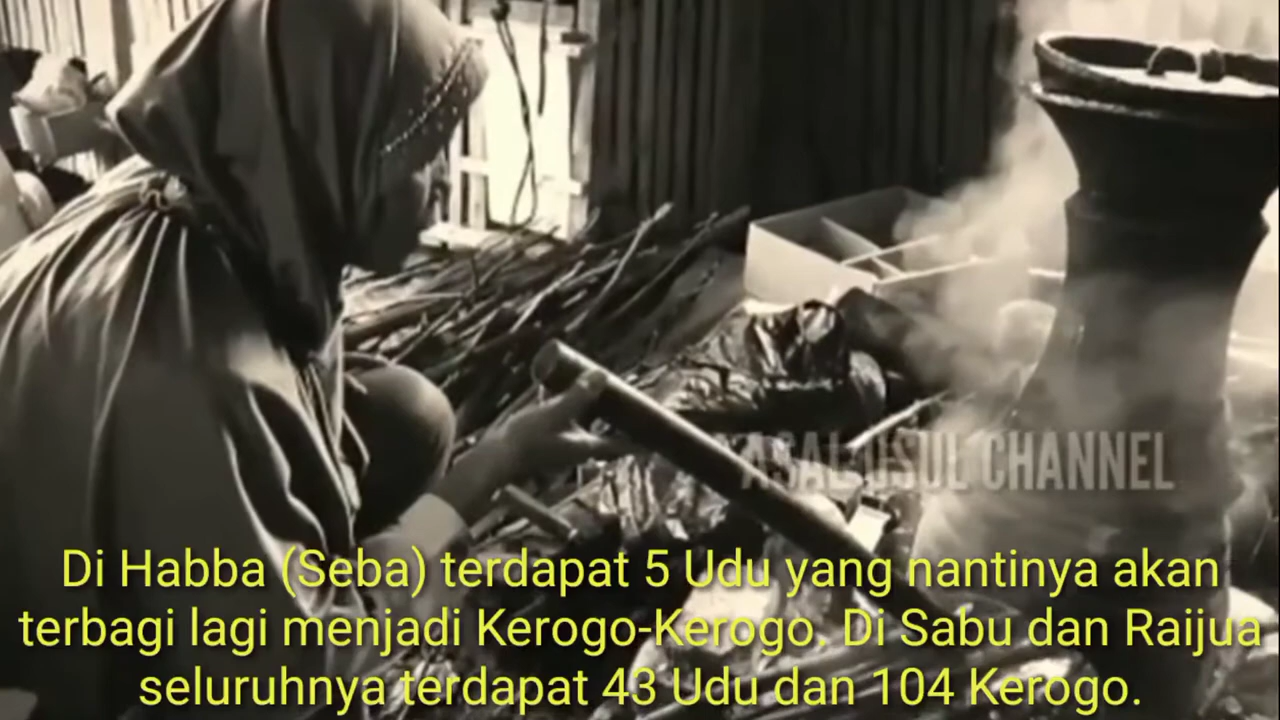 ASAL USUL CHANNEL
Di Habba (Seba) terdapat 5 Udu yang nantinya akan
terbagi lagi menjadi Kerogo-Kerogo. Di Sabu dan Raijua
seluruhnya terdapat 43 Udu dan 104 Kerogo.